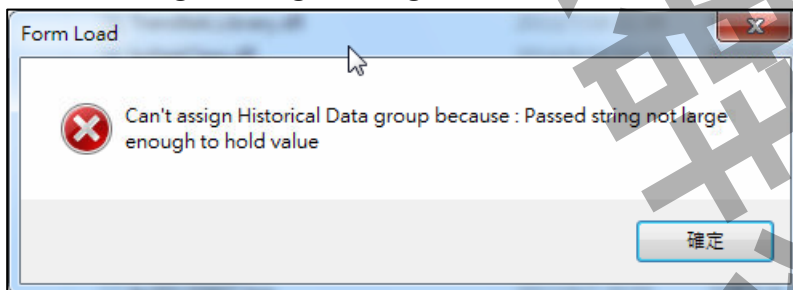 Form Load
Can't assign Historical Data group because : Passed string not large
enough to hold value
確定